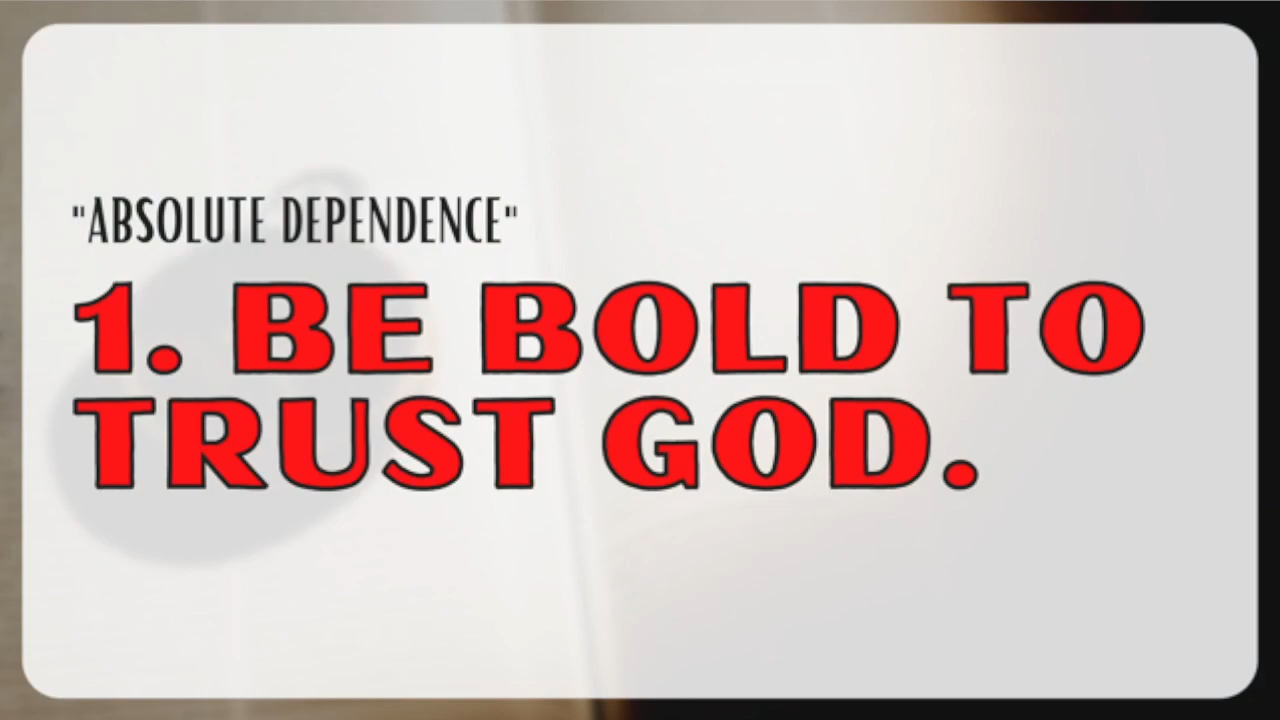 "ABSOLUTE DEPENDENCE"
1. BE BOLD TO
TRUST GOD.